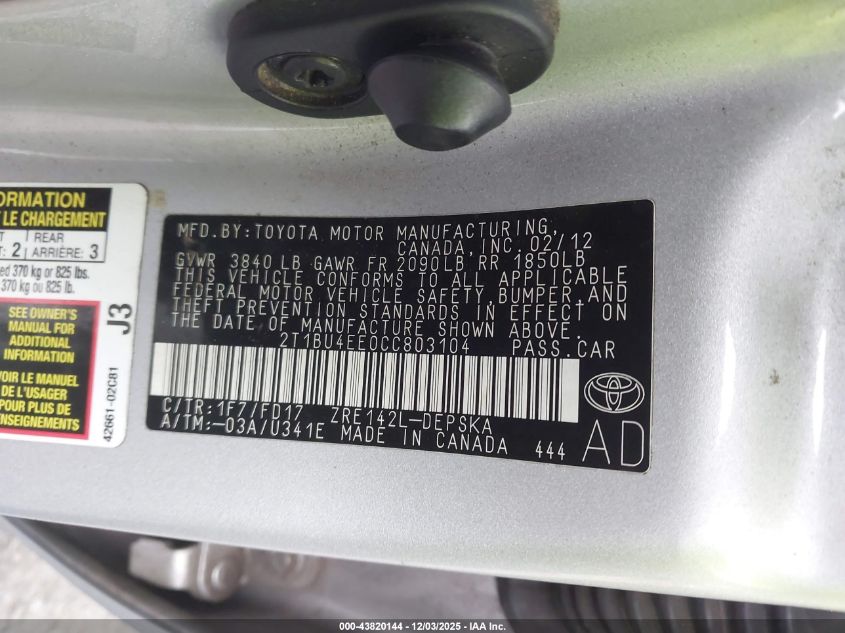 ORMATION
LE CHARGEMENT
2 REAR 3
ARRIÈRE:
370 kg or 825 lbs.
370 kg ou 825 lb.
SEE OWNER'S
MANUAL FOR
ADDITIONAL
INFORMATION
VOIR LE MANUEL
DE L'USAGER
POUR PLUS DE
RENSEIGNEMENTS
J3
42661-02C81
MFD.BY:TOYOTA MOTOR MANUFACTURING,
CANADA,INC. 02/12
GVWR 3840LB GAWR FR 2090LB RR 1850LB
THIS VEHICLE CONFORMS TO ALL APPLICABLE
FEDERAL MOTOR VEHICLE SAFETY,BUMPER,AND
THEFT PREVENTION STANDARDS IN EFFECT ON
THE DATE OF MANUFACTURE SHOWN ABOVE.
2T1BU4EE0CC803104 PASS.CAR
C/TR:1F7/FD17 ZRE142L-DEPSKA
A/TM:-03A/U341E MADE IN CANADA 444 AD
000-43820144 - 12/03/2025 - IAA Inc.